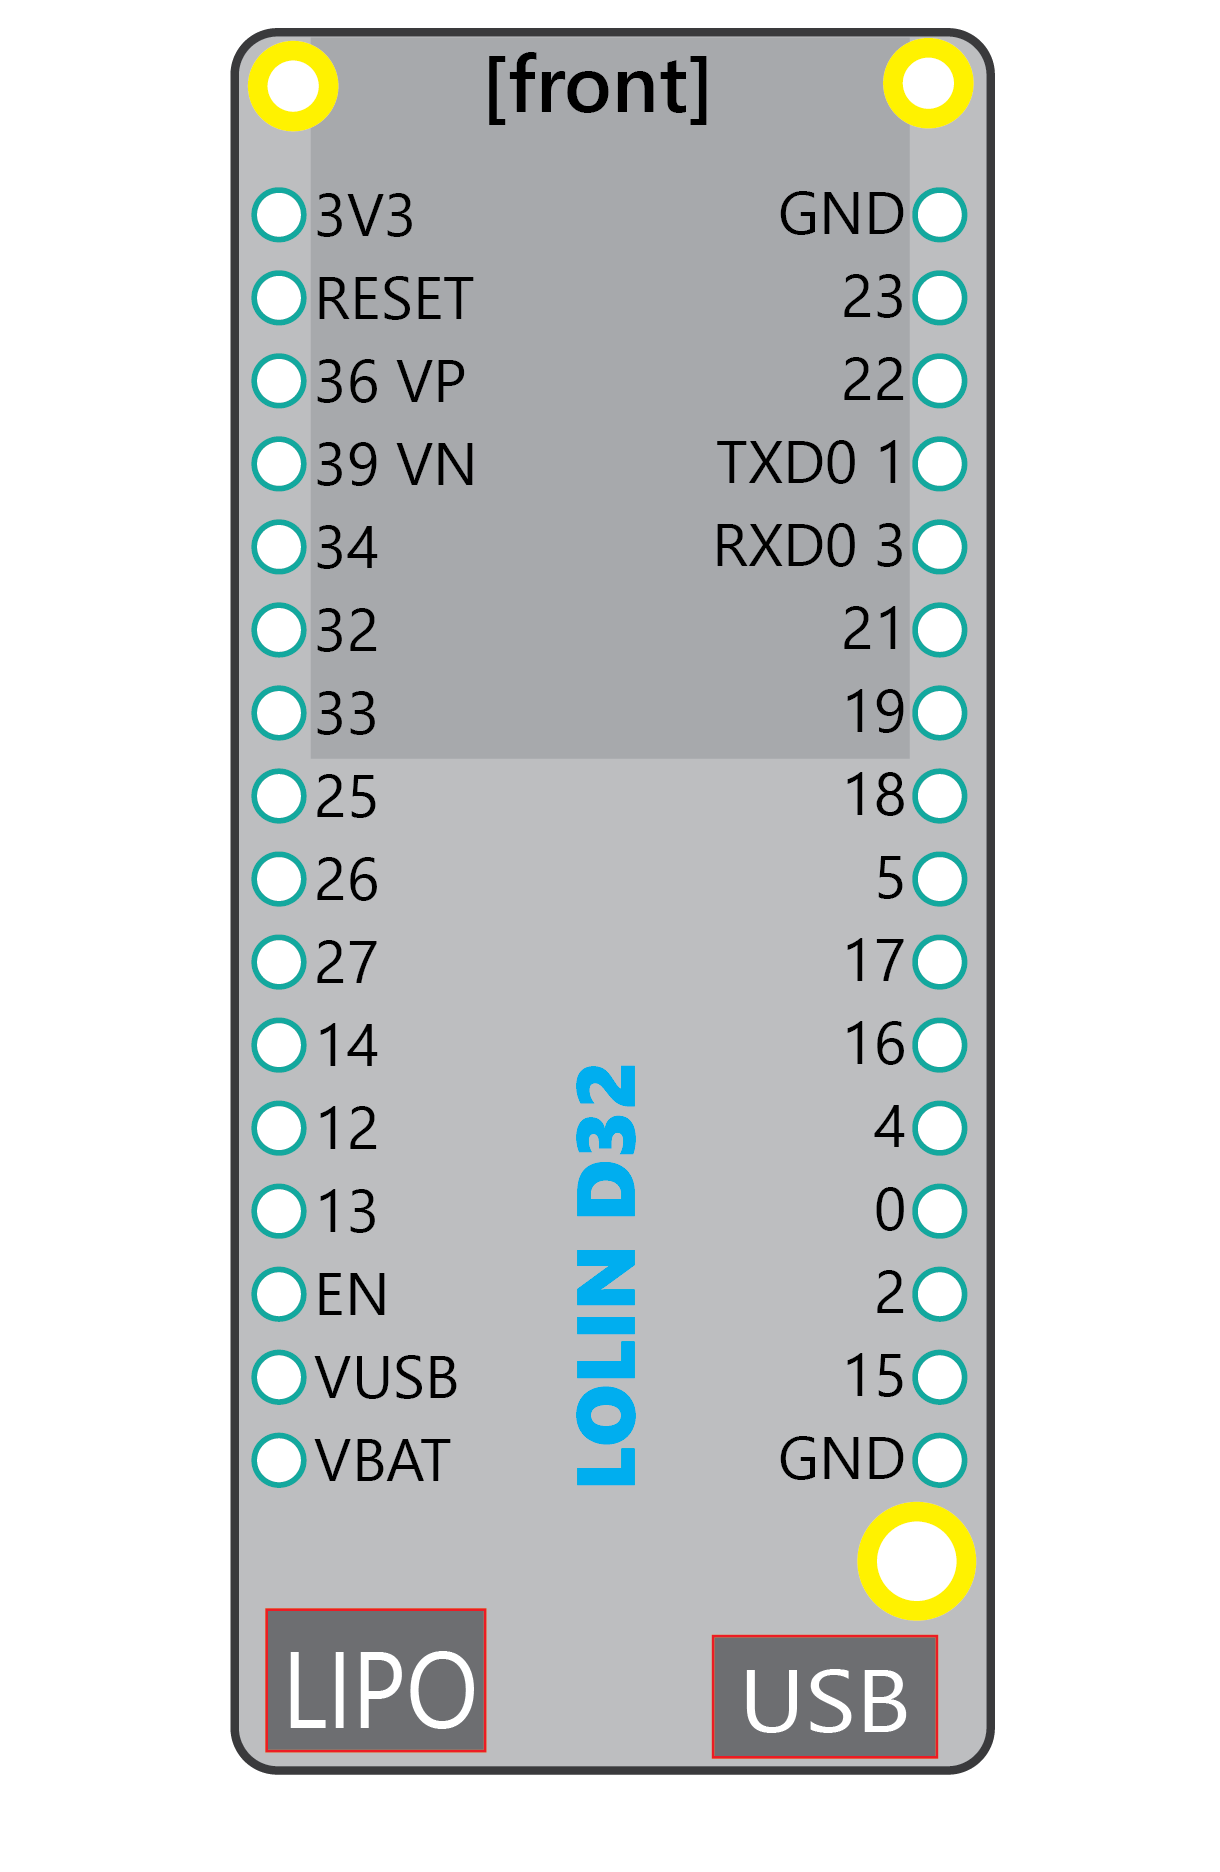 [front]
3V3 GND
RESET 23
36 VP 22
39 VN TXD0 1
34 RXD0 3
32 21
33 19
25 18
26 5
27 17
14 16
12 4
13 0
EN 2
VUSB 15
VBAT GND
LOLIN D32
LIPO USB